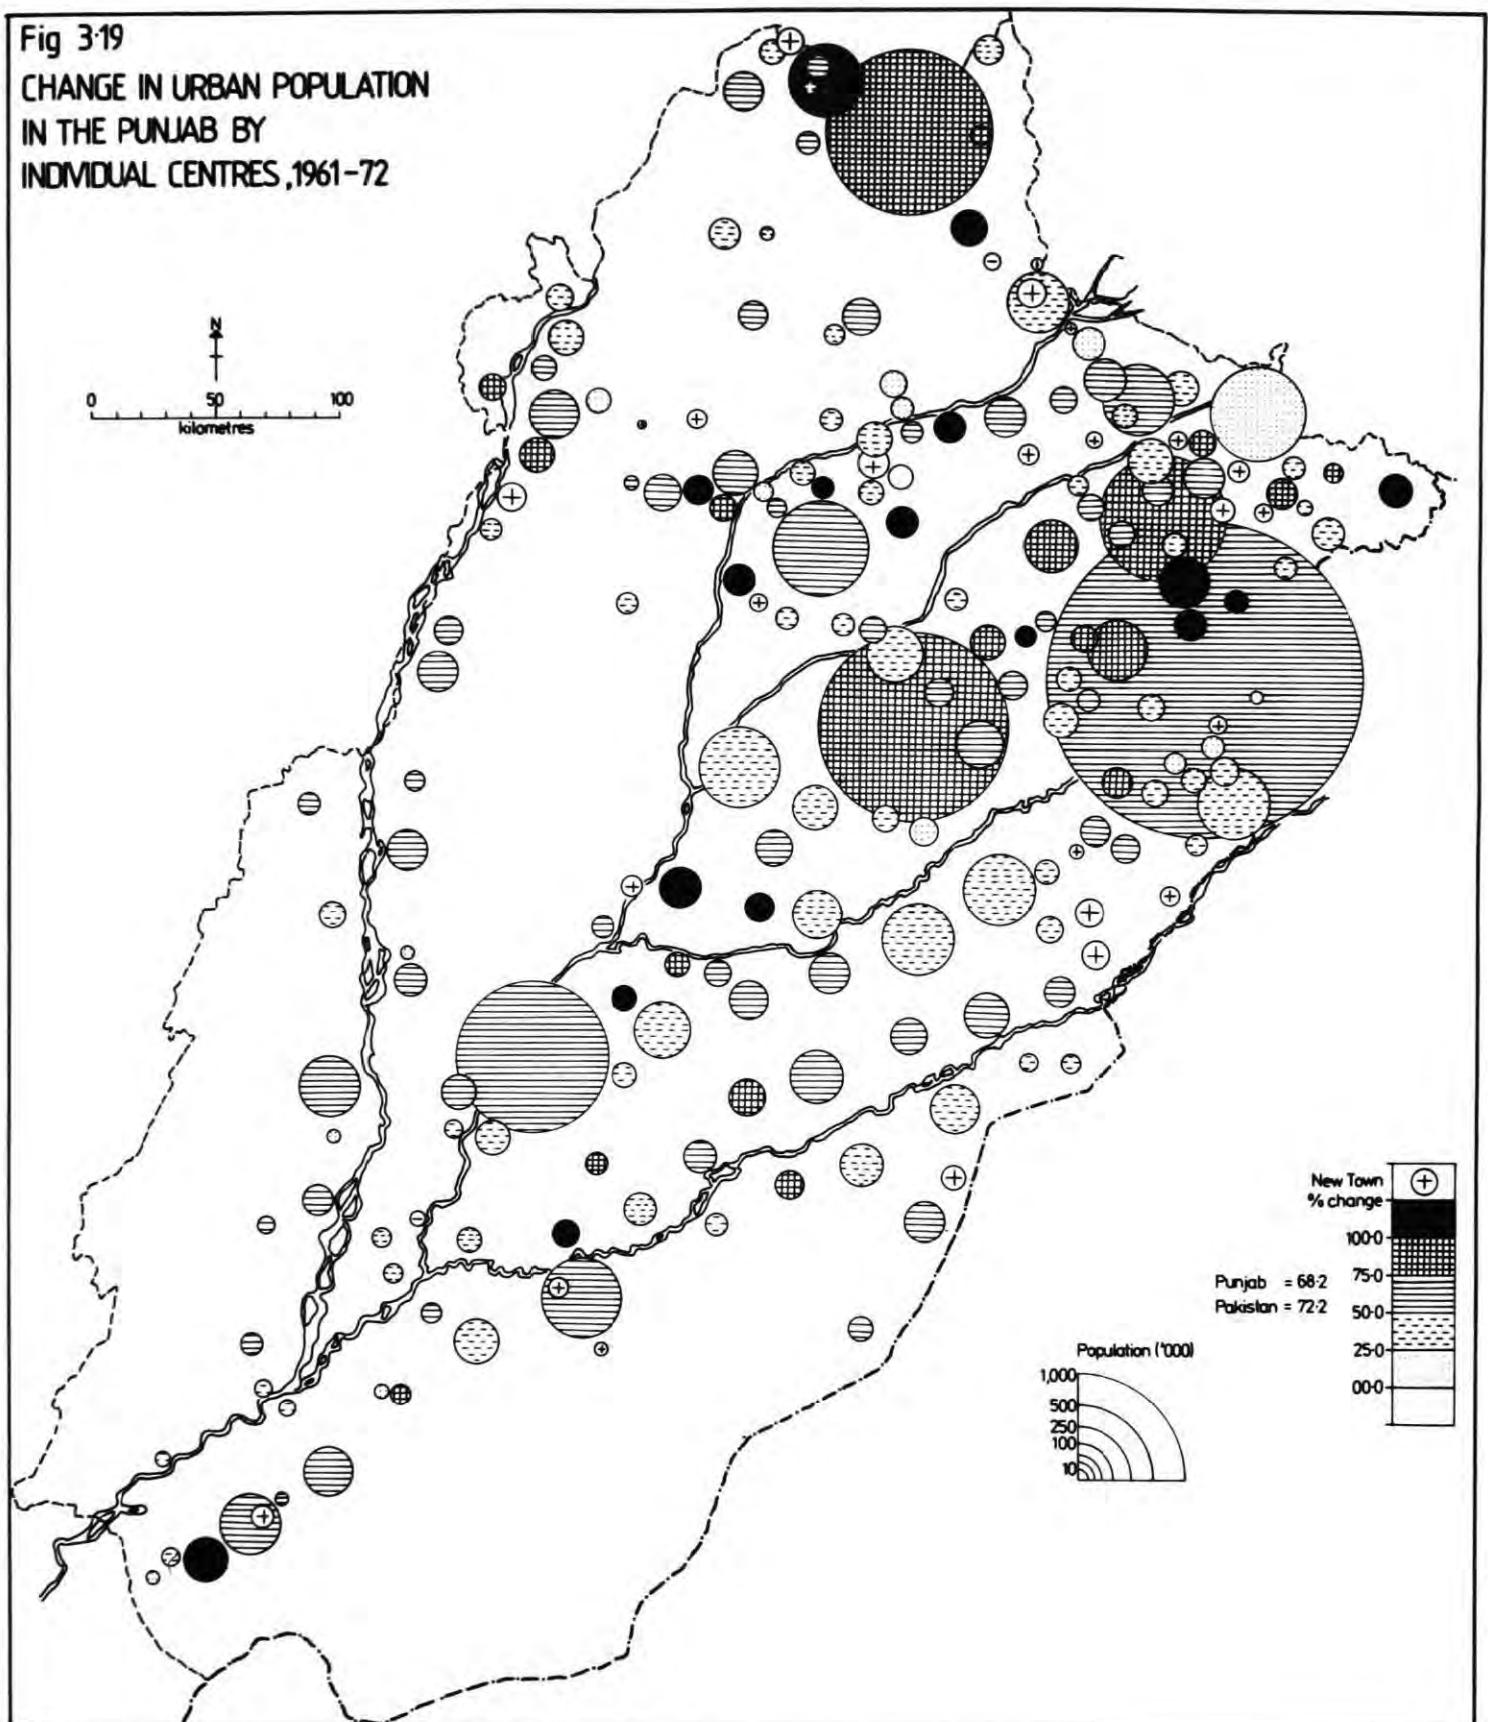 Fig 3·19
CHANGE IN URBAN POPULATION
IN THE PUNJAB BY
INDIVIDUAL CENTRES, 1961-72
N
0 50 100
kilometres
New Town
% change
100·0
75·0
Punjab = 68·2
Pakistan = 72·2
50·0
25·0
00·0
Population ('000)
1,000
500
250
100
10